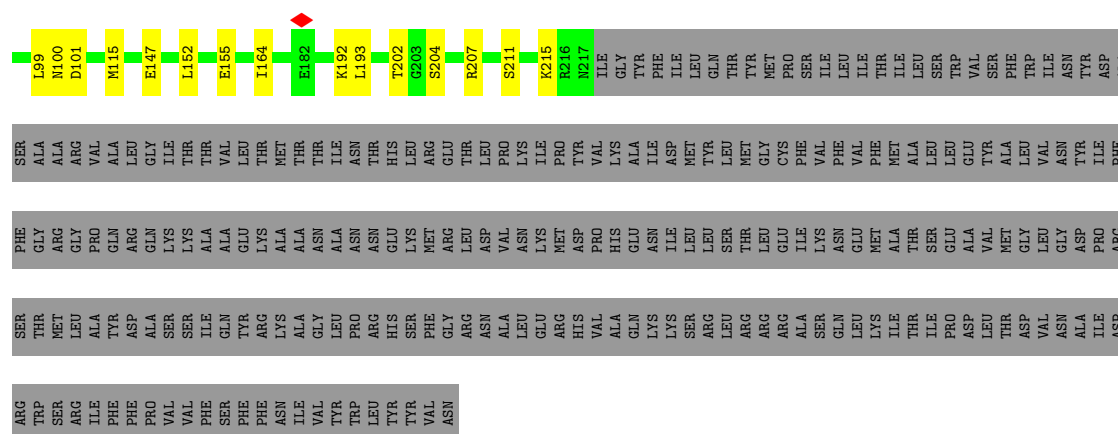 L99 N100 D101 M115 E147 L152 E155 I164 E182 K192 L193 T202 G203 S204 R207 S211 K215 R216 N217 ILE GLY TYR PHE ILE LEU GLN THR TYR MET PRO SER ILE LEU ILE THR ILE LEU SER TRP VAL SER PHE TRP ILE ASN TYR ASP
SER ALA ALA ARG VAL ALA LEU GLY ILE THR THR VAL LEU THR MET THR THR ILE ASN THR HIS LEU ARG GLU THR LEU PRO LYS ILE PRO TYR VAL LYS ALA ILE ASP MET TYR LEU MET GLY CYS PHE VAL PHE VAL PHE MET ALA LEU LEU GLU TYR ALA LEU VAL ASN TYR ILE PHE
PHE GLY ARG GLY PRO GLN ARG GLN LYS LYS ALA ALA GLU LYS ALA ALA ASN ALA ASN ASN GLU LYS MET ARG LEU ASP VAL ASN LYS MET ASP PRO HIS GLU ASN ILE LEU LEU SER THR LEU GLU ILE LYS ASN GLU MET ALA THR SER GLU ALA VAL MET GLY LEU GLY ASP PRO ARG
SER THR MET LEU ALA TYR ASP ALA SER SER ILE GLN TYR ARG LYS ALA GLY LEU PRO ARG HIS SER PHE GLY ARG ASN ALA LEU GLU ARG HIS VAL ALA GLN LYS LYS SER ARG LEU ARG ARG ARG ALA SER GLN LEU LYS ILE THR ILE PRO ASP LEU THR ASP VAL ASN ALA ILE ASP
ARG TRP SER ARG ILE PHE PHE PRO VAL VAL PHE SER PHE PHE ASN ILE VAL TYR TRP LEU TYR TYR VAL ASN